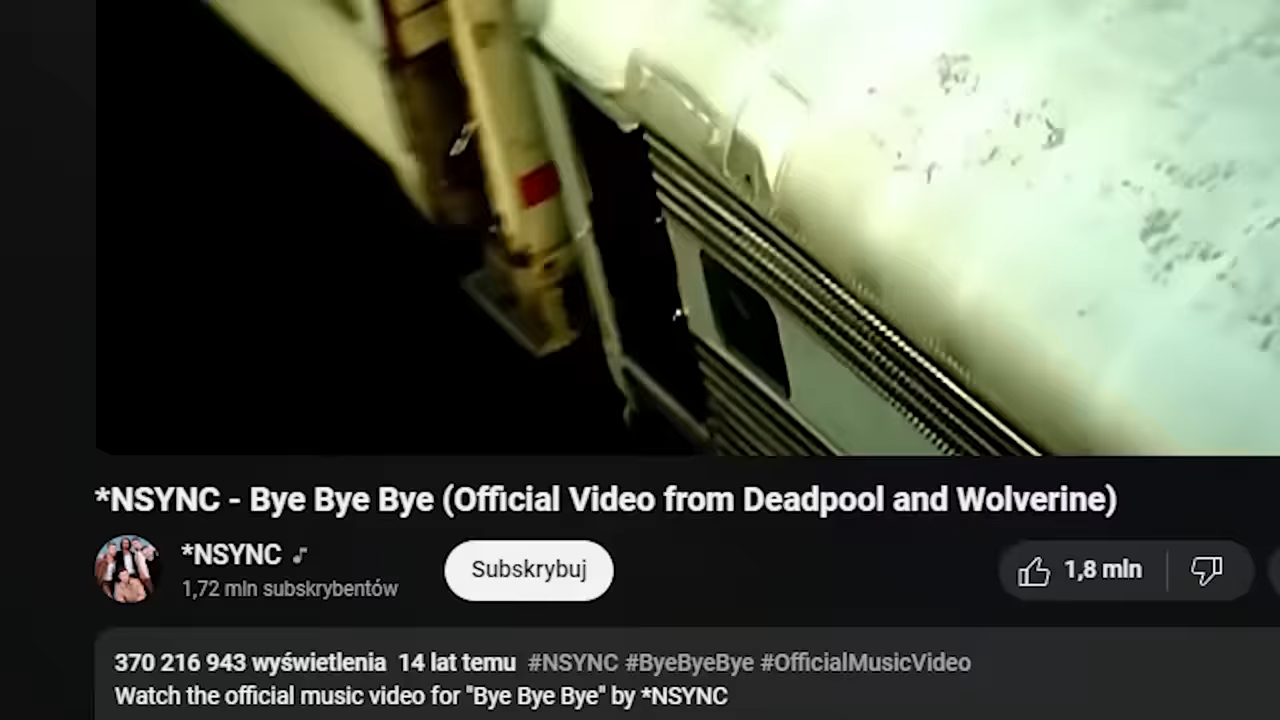 *NSYNC - Bye Bye Bye (Official Video from Deadpool and Wolverine)
*NSYNC
1,72 mln subskrybentów
Subskrybuj
1,8 mln
370 216 943 wyświetlenia 14 lat temu #NSYNC #ByeByeBye #OfficialMusicVideo
Watch the official music video for "Bye Bye Bye" by *NSYNC